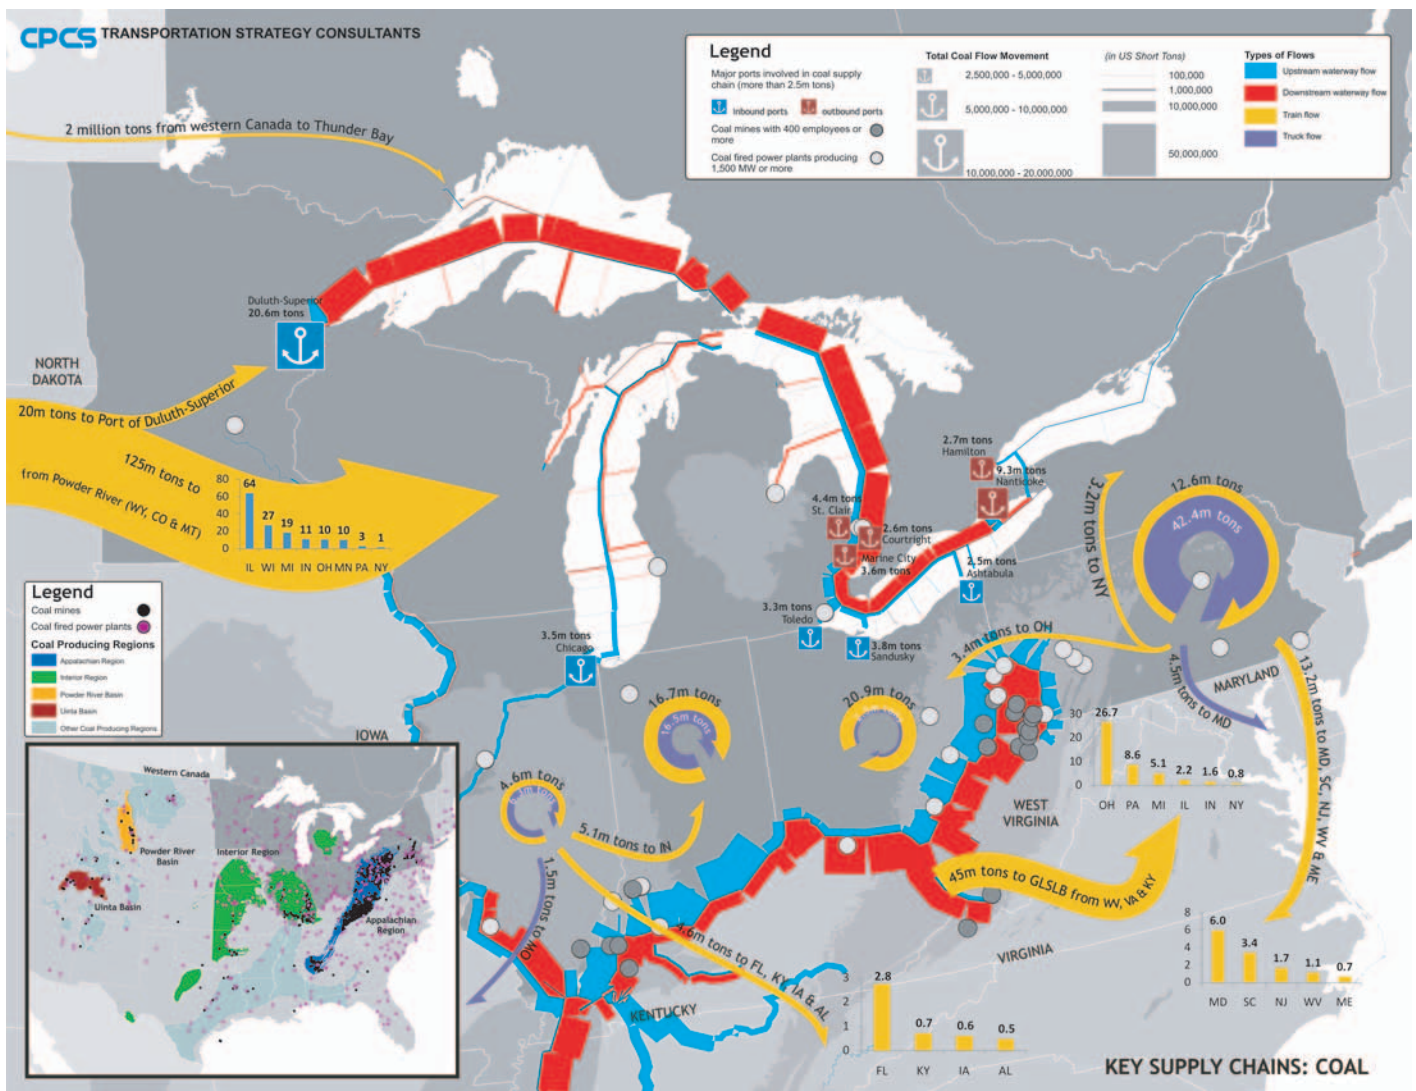 CPCS TRANSPORTATION STRATEGY CONSULTANTS
Legend
Major ports involved in coal supply
chain (more than 2.5m tons)
Inbound ports
outbound ports
Coal mines with 400 employees or
more
Coal fired power plants producing
1,500 MW or more
Total Coal Flow Movement
2,500,000 - 5,000,000
5,000,000 - 10,000,000
10,000,000 - 20,000,000
(in US Short Tons)
100,000
1,000,000
10,000,000
50,000,000
Types of Flows
Upstream waterway flow
Downstream waterway flow
Train flow
Truck flow
2 million tons from western Canada to Thunder Bay
Duluth-Superior
20.6m tons
NORTH
DAKOTA
20m tons to Port of Duluth-Superior
125m tons to
from Powder River (WY, CO & MT)
80
60
40
20
0
64
27
19
11
10
10
3
1
IL WI MI IN OH MN PA NY
2.7m tons
Hamilton
9.3m tons
Nanticoke
4.4m tons
St. Clair
2.6m tons
Courtright
Marine City
3.6m tons
2.5m tons
Ashtabula
3.3m tons
Toledo
3.8m tons
Sandusky
3.5m tons
Chicago
3.2m tons to NY
12.6m tons
42.4m tons
3.4m tons to OH
4.5m tons to MD
MARYLAND
13.2m tons to MD, SC, NJ, WV & ME
Legend
Coal mines
Coal fired power plants
Coal Producing Regions
Appalachian Region
Interior Region
Powder River Basin
Uinta Basin
Other Coal Producing Regions
IOWA
16.7m tons
16.5m tons
20.9m tons
4.6m tons
5.1m tons to IN
1.5m tons to MO
4.6m tons to FL, KY, IA & AL
WEST
VIRGINIA
30
20
10
0
26.7
8.6
5.1
2.2
1.6
0.8
OH PA MI IL IN NY
45m tons to GLSLB from WV, VA & KY
VIRGINIA
KENTUCKY
3
2
1
0
2.8
0.7
0.6
0.5
FL KY IA AL
8
6
4
2
0
6.0
3.4
1.7
1.1
0.7
MD SC NJ WV ME
Western Canada
Powder River
Basin
Interior Region
Uinta Basin
Appalachian
Region
KEY SUPPLY CHAINS: COAL